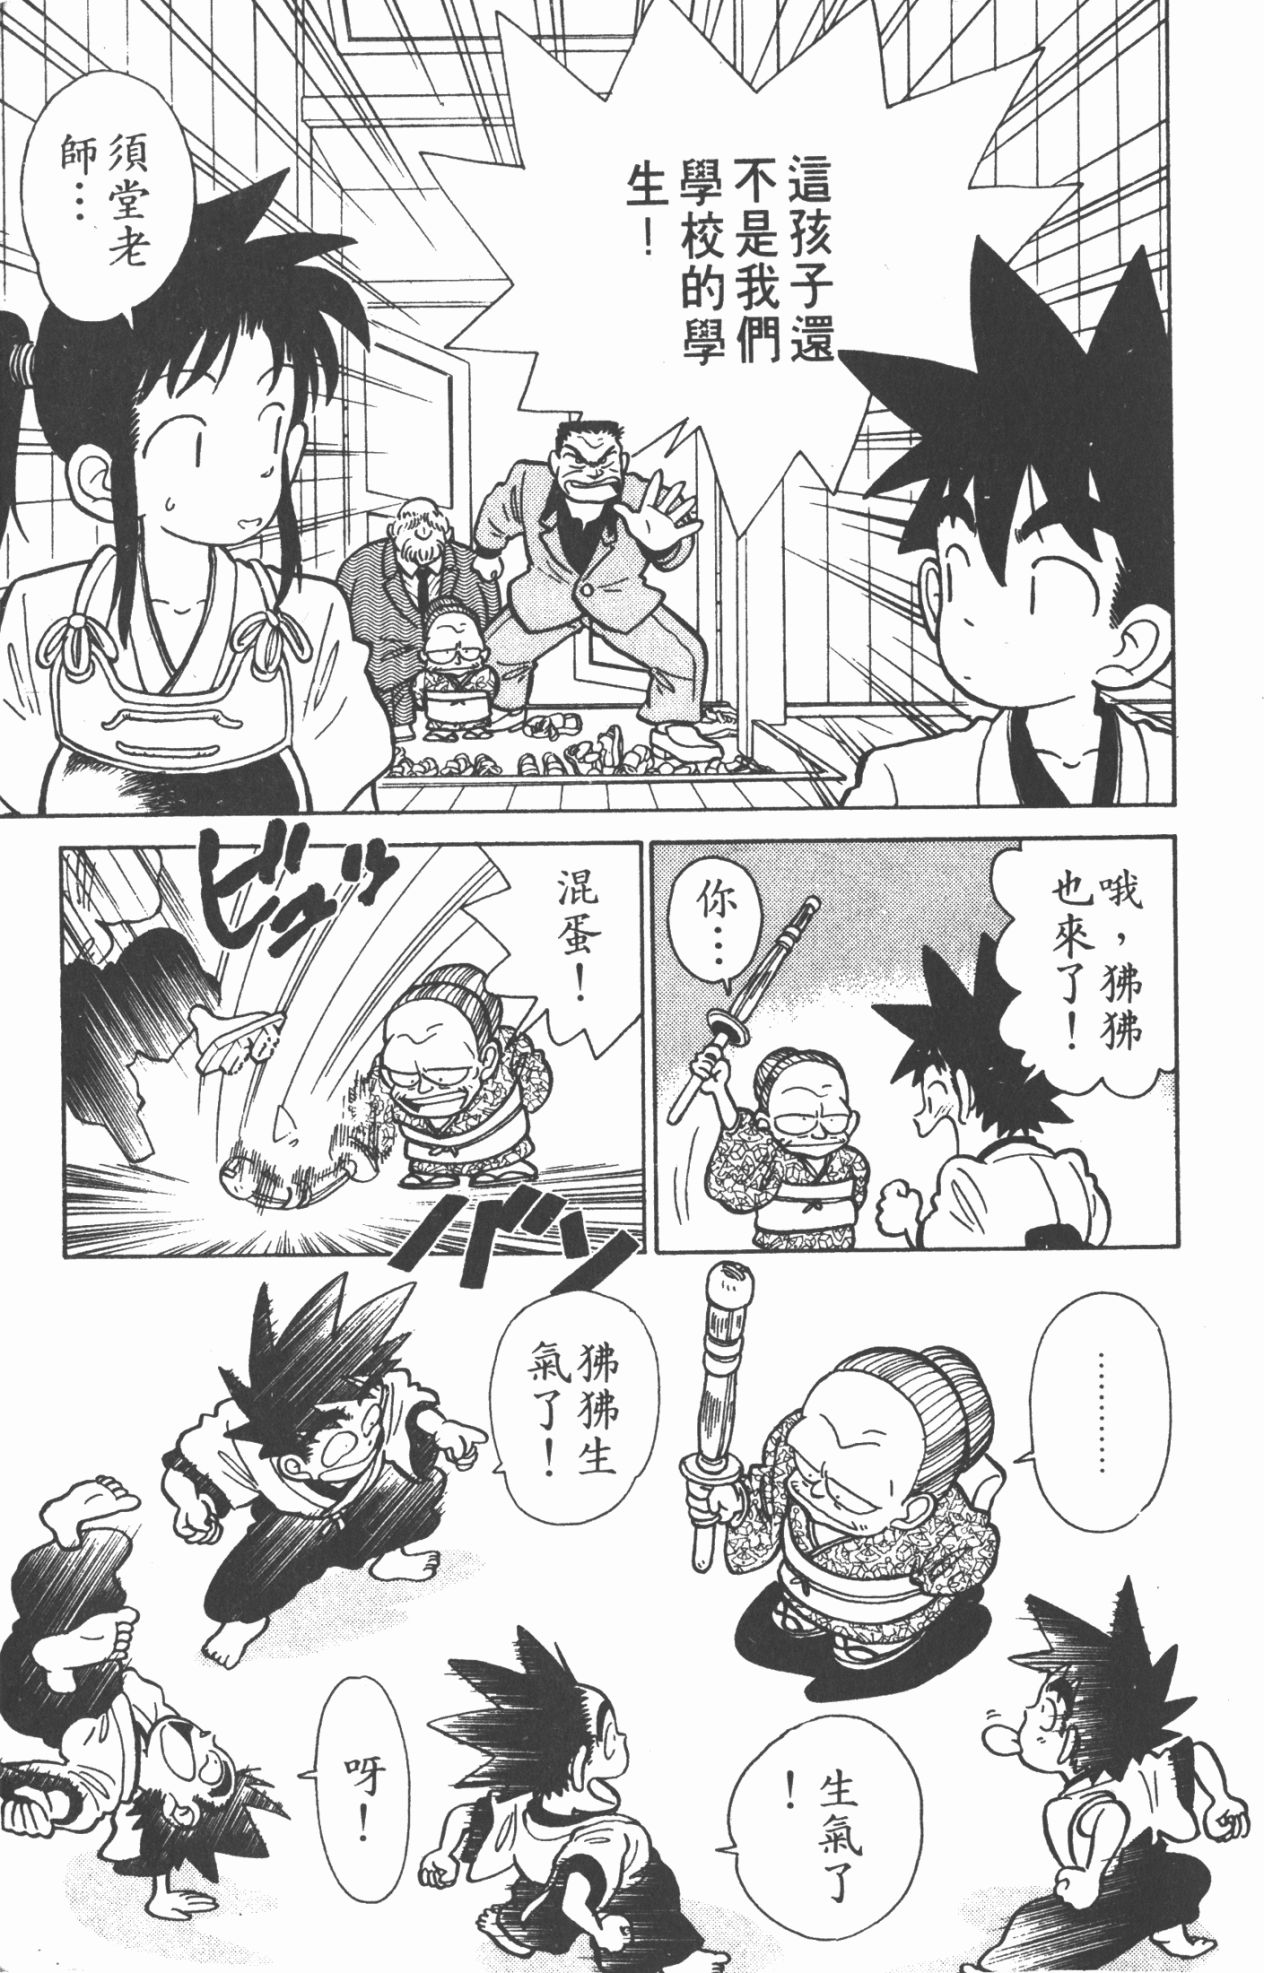 這孩子還
不是我們
學校的學
生！
須堂老
師…
哦，狒狒
也來了！
你…
混蛋！
ビュッ
バン
…………
狒狒生
氣了！
生氣了
！
呀！